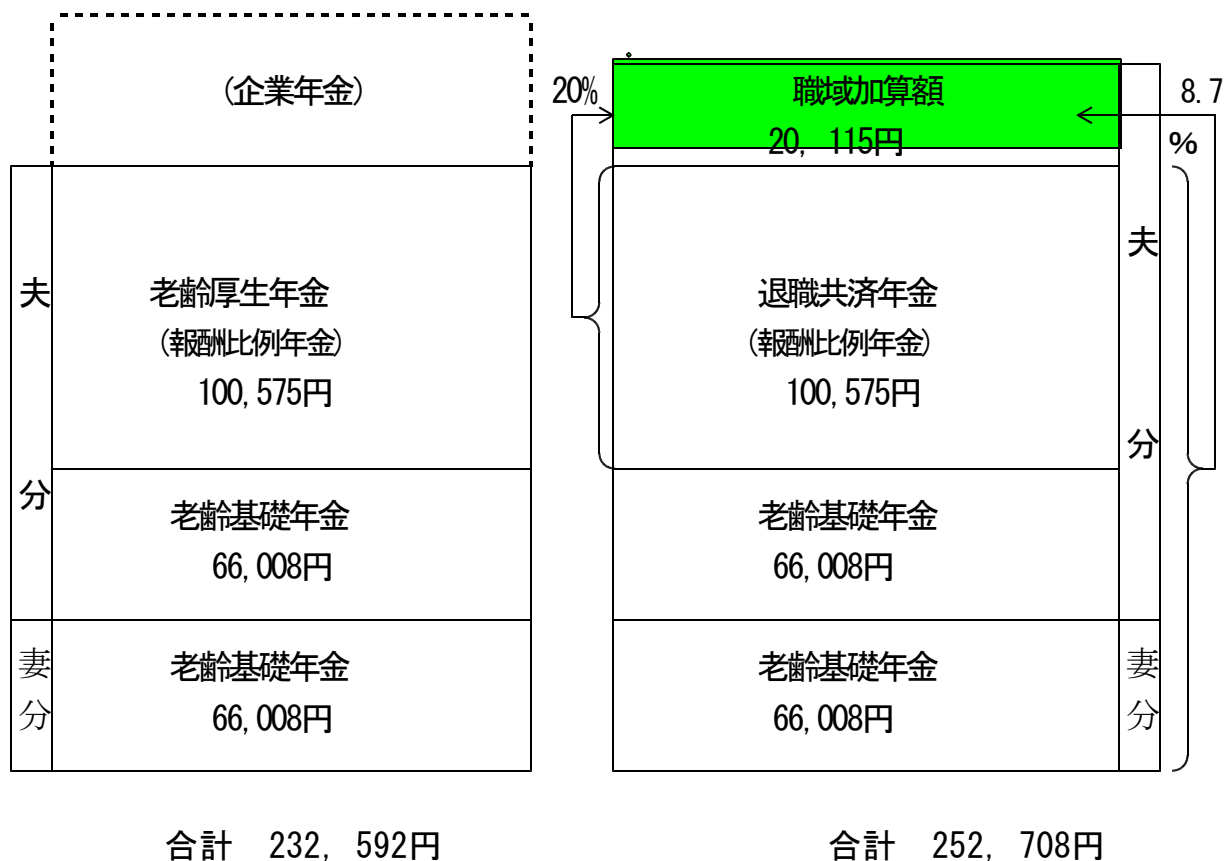 (企業年金)
夫
分
老齢厚生年金
(報酬比例年金)
100,575円
老齢基礎年金
66,008円
妻
分
老齢基礎年金
66,008円
合計 232,592円
20%
職域加算額
20,115円
8.7
%
退職共済年金
(報酬比例年金)
100,575円
夫
分
老齢基礎年金
66,008円
老齢基礎年金
66,008円
妻
分
合計 252,708円